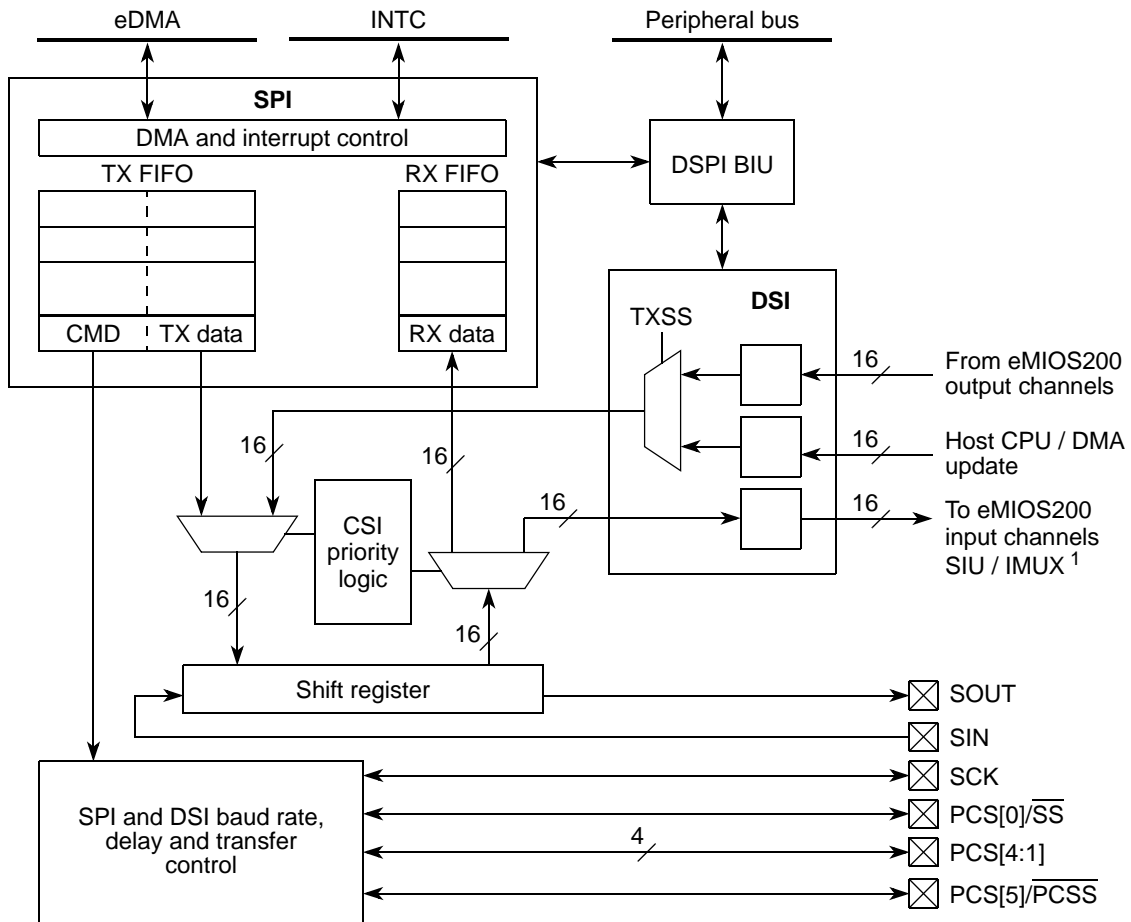 eDMA
INTC
Peripheral bus
SPI
DMA and interrupt control
TX FIFO
RX FIFO
DSPI BIU
CMD
TX data
RX data
DSI
TXSS
16
From eMIOS200
output channels
16
Host CPU / DMA
update
16
To eMIOS200
input channels
SIU / IMUX 1
16
16
16
CSI
priority
logic
16
16
Shift register
SOUT
SIN
SCK
PCS[0]/S̅S̅
4
PCS[4:1]
PCS[5]/P̅C̅S̅S̅
SPI and DSI baud rate,
delay and transfer
control